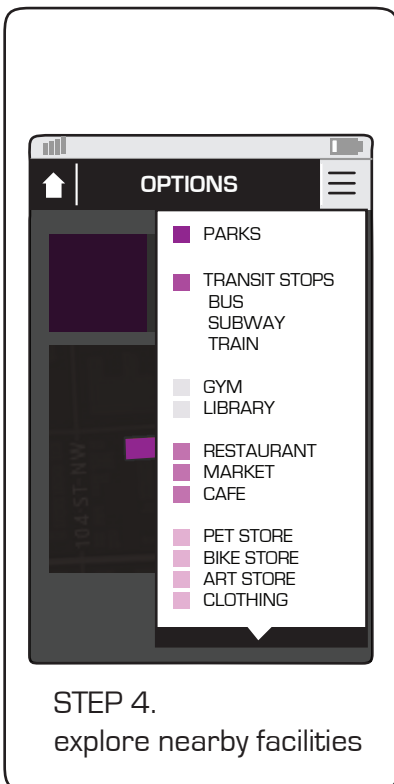 OPTIONS
PARKS
TRANSIT STOPS
BUS
SUBWAY
TRAIN
GYM
LIBRARY
RESTAURANT
MARKET
CAFE
PET STORE
BIKE STORE
ART STORE
CLOTHING
104 ST NW
STEP 4.
explore nearby facilities